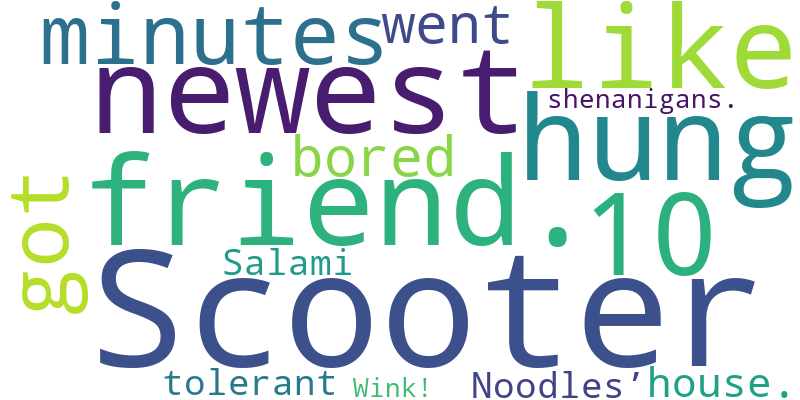 minutes went like
newest shenanigans.
hung
bored
friend.
got 10
Salami
Scooter
tolerant Wink! Noodles’ house.